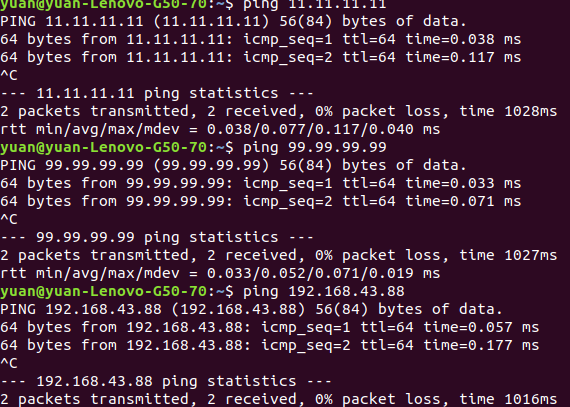 yuan@yuan-Lenovo-G50-70:~$ ping 11.11.11.11
PING 11.11.11.11 (11.11.11.11) 56(84) bytes of data.
64 bytes from 11.11.11.11: icmp_seq=1 ttl=64 time=0.038 ms
64 bytes from 11.11.11.11: icmp_seq=2 ttl=64 time=0.117 ms
^C
--- 11.11.11.11 ping statistics ---
2 packets transmitted, 2 received, 0% packet loss, time 1028ms
rtt min/avg/max/mdev = 0.038/0.077/0.117/0.040 ms
yuan@yuan-Lenovo-G50-70:~$ ping 99.99.99.99
PING 99.99.99.99 (99.99.99.99) 56(84) bytes of data.
64 bytes from 99.99.99.99: icmp_seq=1 ttl=64 time=0.033 ms
64 bytes from 99.99.99.99: icmp_seq=2 ttl=64 time=0.071 ms
^C
--- 99.99.99.99 ping statistics ---
2 packets transmitted, 2 received, 0% packet loss, time 1027ms
rtt min/avg/max/mdev = 0.033/0.052/0.071/0.019 ms
yuan@yuan-Lenovo-G50-70:~$ ping 192.168.43.88
PING 192.168.43.88 (192.168.43.88) 56(84) bytes of data.
64 bytes from 192.168.43.88: icmp_seq=1 ttl=64 time=0.057 ms
64 bytes from 192.168.43.88: icmp_seq=2 ttl=64 time=0.177 ms
^C
--- 192.168.43.88 ping statistics ---
2 packets transmitted, 2 received, 0% packet loss, time 1016ms